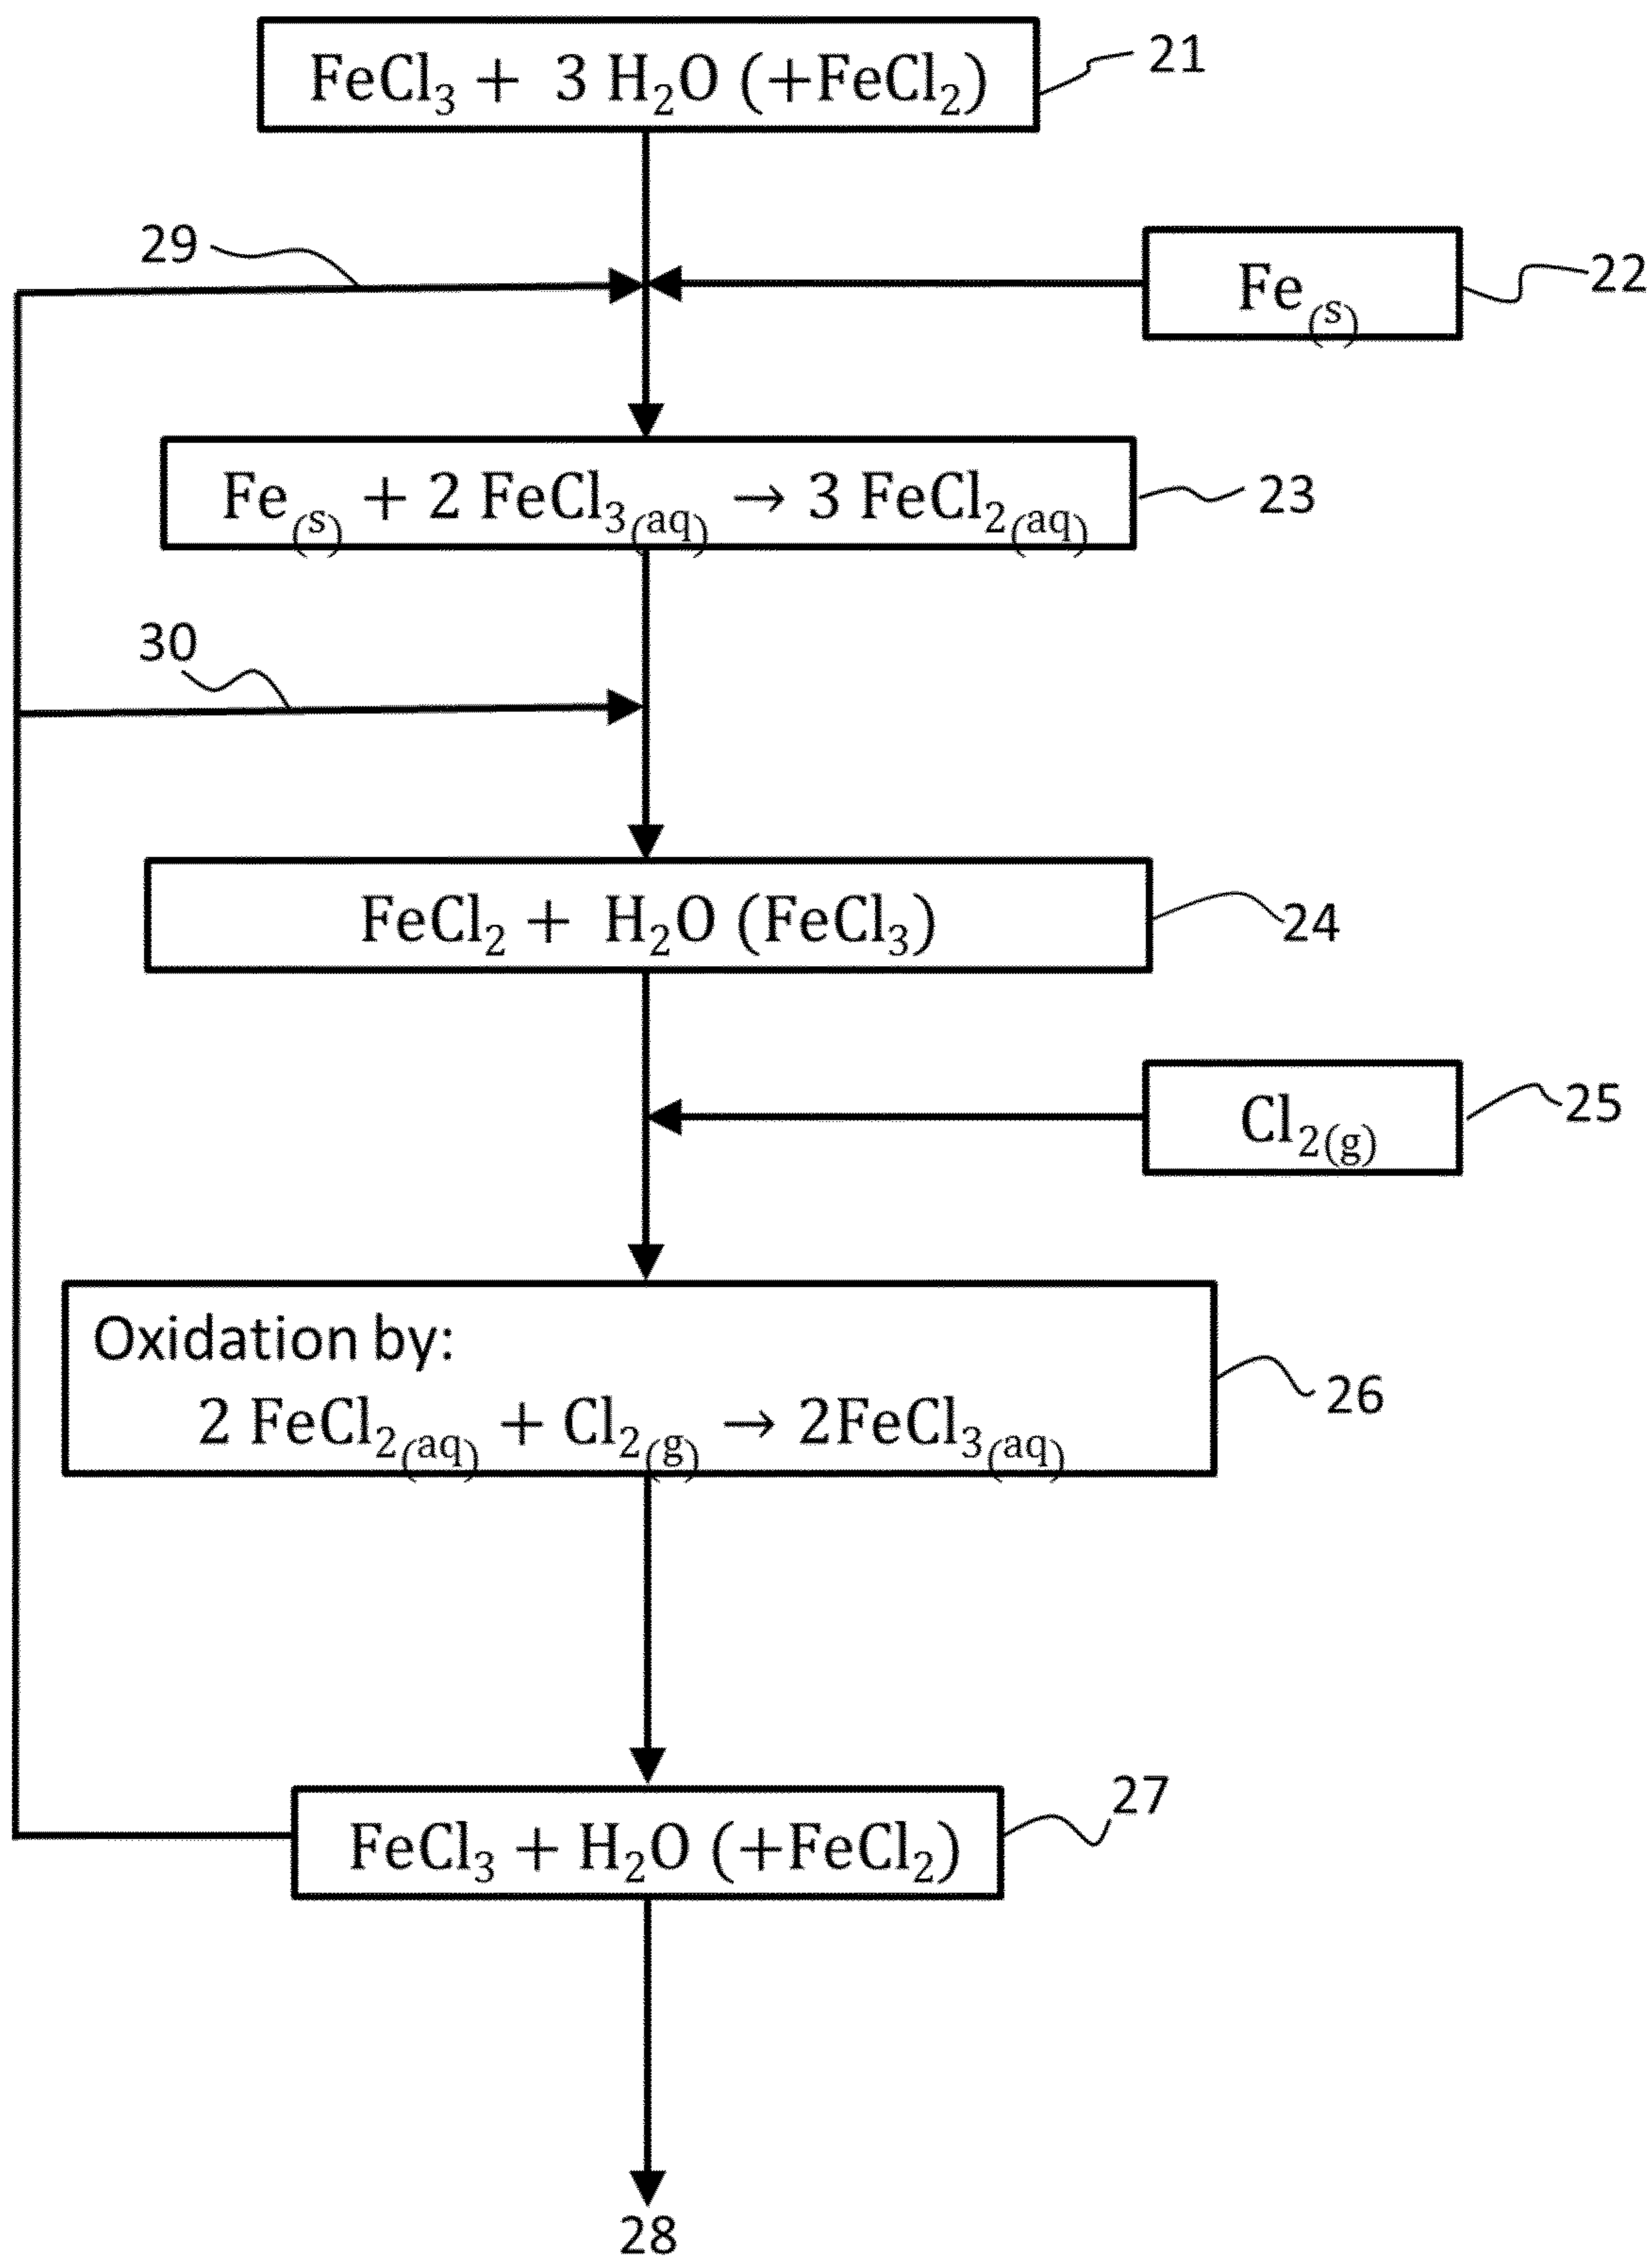 FeCl₃ + 3 H₂O (+FeCl₂)
21
29
Fe₍s₎
22
Fe₍s₎ + 2 FeCl₃(aq) → 3 FeCl₂(aq)
23
30
FeCl₂ + H₂O (FeCl₃)
24
Cl₂(g)
25
Oxidation by:
2 FeCl₂(aq) + Cl₂(g) → 2FeCl₃(aq)
26
27
FeCl₃ + H₂O (+FeCl₂)
28